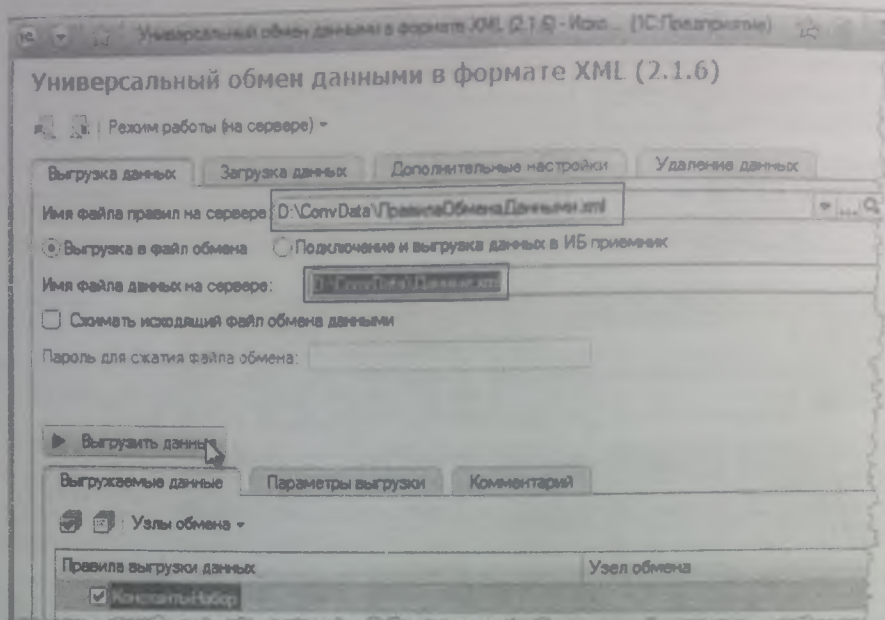 Универсальный обмен данными в формате XML (2.1.6) - Исхо... (1С:Предприятие)
Универсальный обмен данными в формате XML (2.1.6)
Режим работы (на сервере)
Выгрузка данных Загрузка данных Дополнительные настройки Удаление данных
Имя файла правил на сервере: D:\ConvData\ПравилаОбменаДанными.xml
Выгрузка в файл обмена Подключение и выгрузка данных в ИБ приемник
Имя файла данных на сервере: D:\ConvData\Данные.xml
Сжимать исходящий файл обмена данными
Пароль для сжатия файла обмена:
Выгрузить данные
Выгружаемые данные Параметры выгрузки Комментарий
Узлы обмена
Правила выгрузки данных Узел обмена
КонстантыНабор